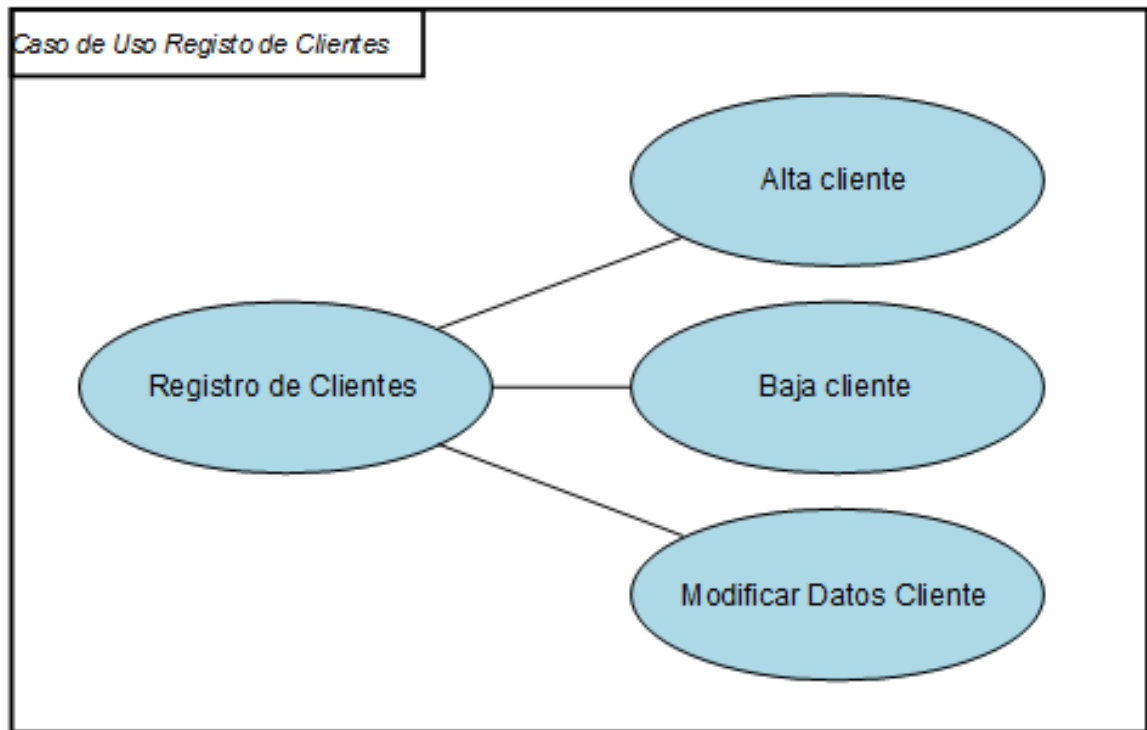 Caso de Uso Registo de Clientes
Alta cliente
Registro de Clientes
Baja cliente
Modificar Datos Cliente